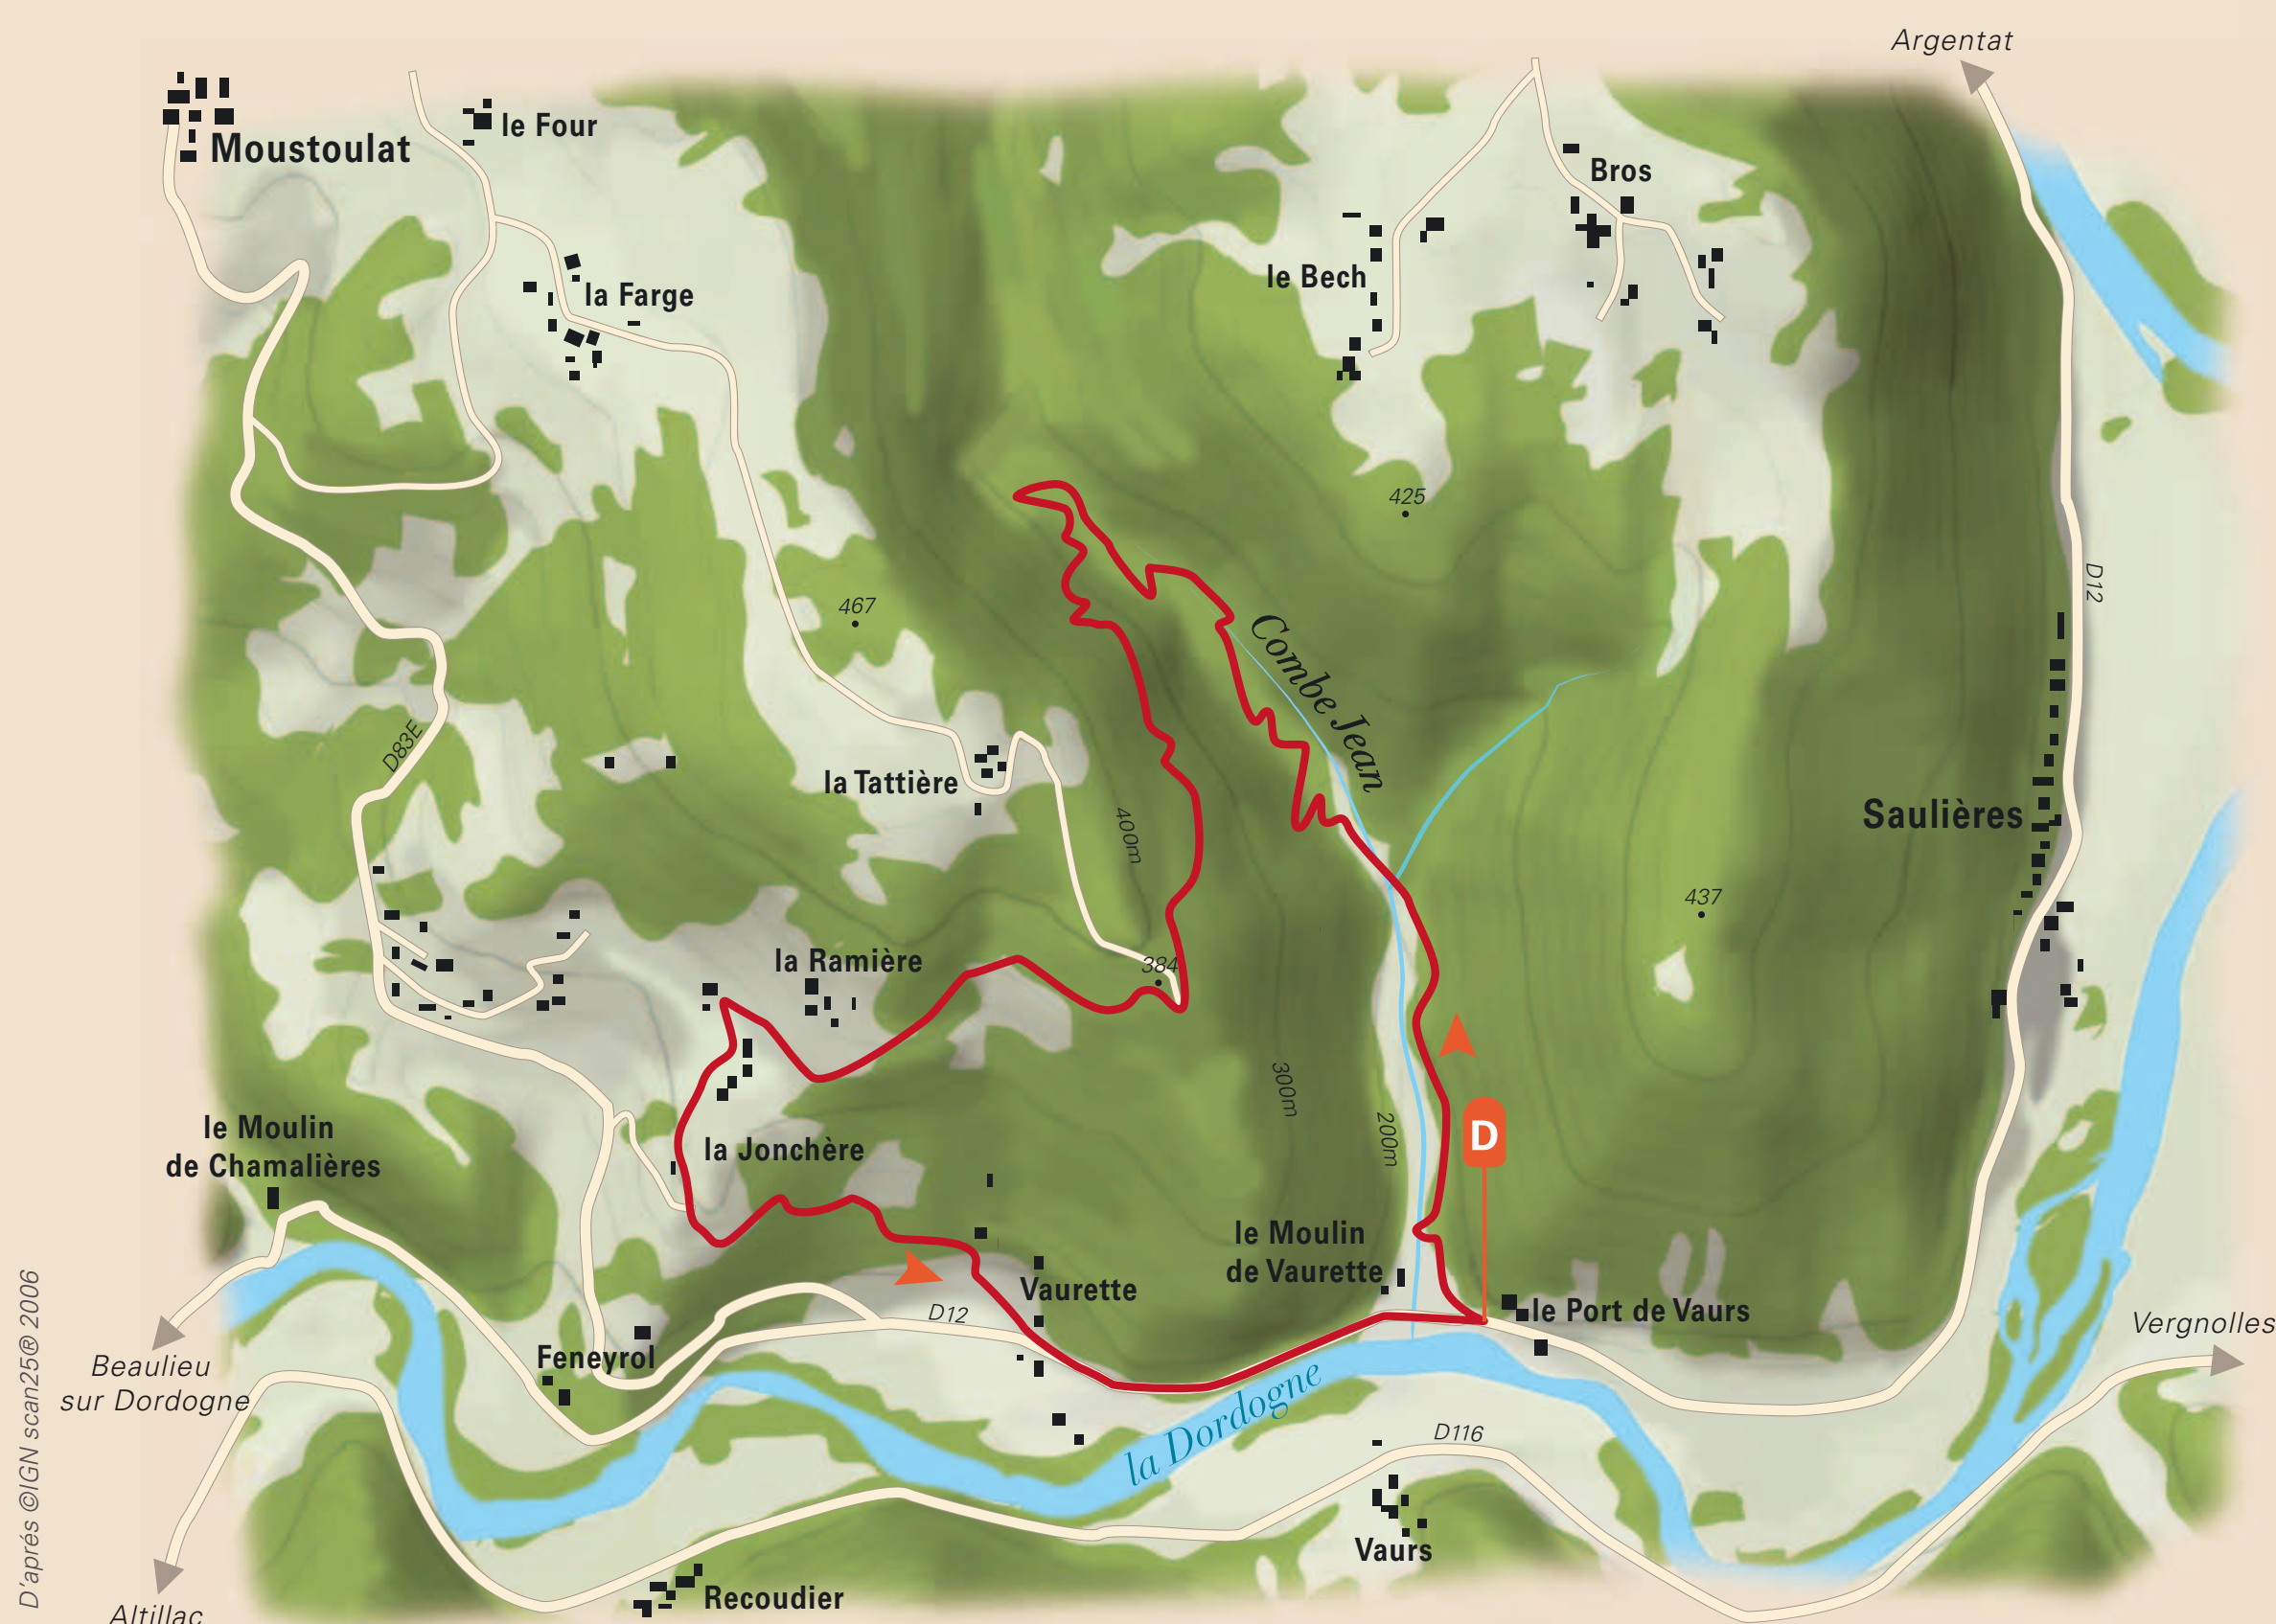 Argentat
le Four
Moustoulat
Bros
le Bech
la Farge
425
D12
467
Combe Jean
D83E
la Tattière
Saulières
400m
437
la Ramière
384
300m
D
200m
le Moulin
de Chamalières
la Jonchère
le Moulin
de Vaurette
Vaurette
le Port de Vaurs
D12
Vergnolles
Feneyrol
Beaulieu
sur Dordogne
la Dordogne
D116
Vaurs
Recoudier
Altillac
D'aprés ©IGN scan25® 2006